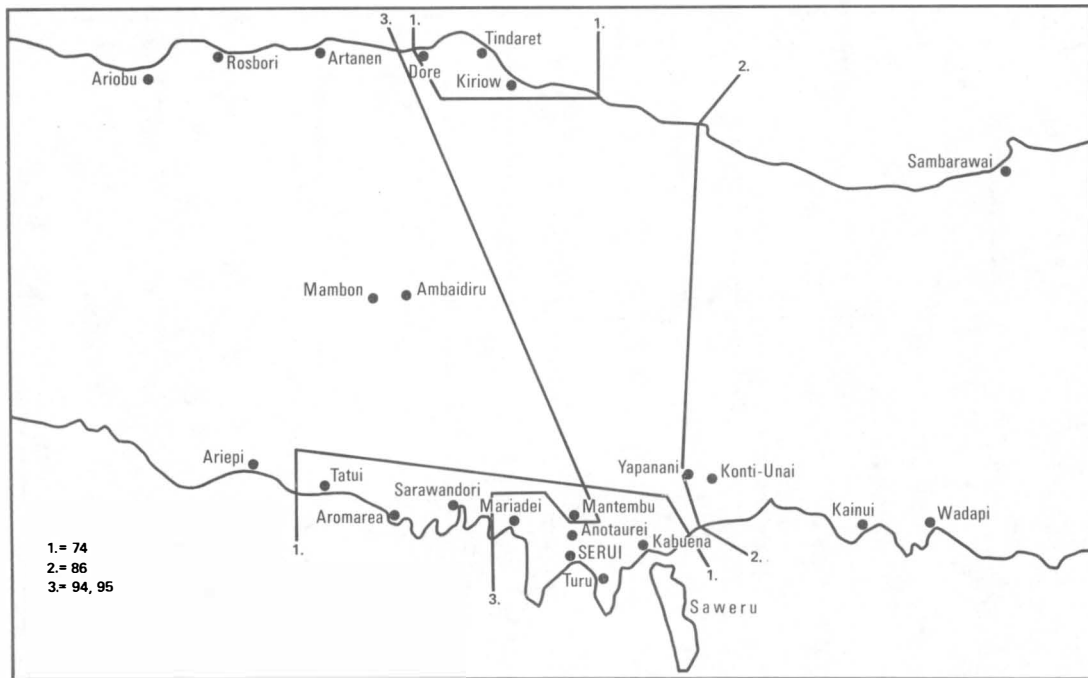 3.
1.
1.
Tindaret
2.
Rosbori
Artanen
Dore
Ariobu
Kiriow
Sambarawai
Mambon
Ambaidiru
Ariepi
Yapanani
Konti-Unai
Tatui
Sarawandori
Mariadei
Mantembu
Kainui
Wadapi
Aromarea
Anotaurei
Kabuena
1.
SERUI
2.
1.
Turu
3.
Saweru
1.= 74
2.= 86
3.= 94, 95